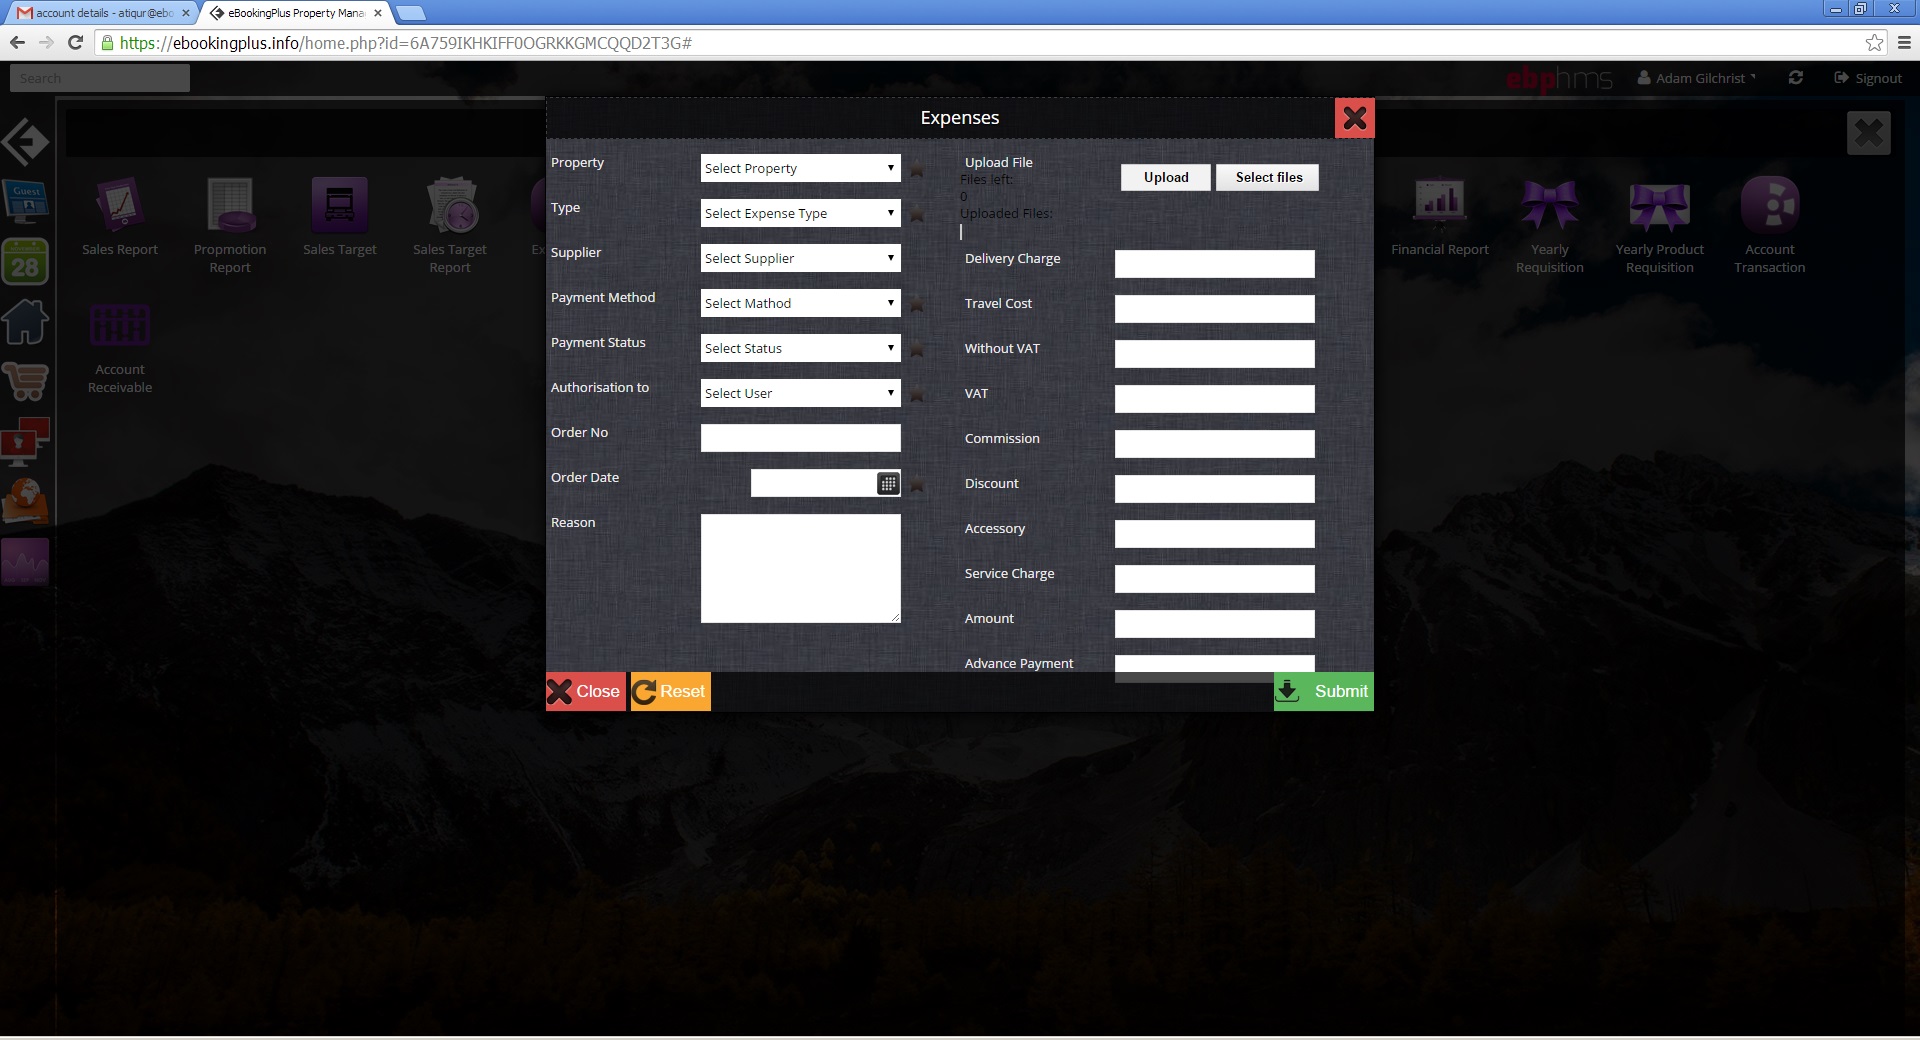 account details - atiqur@ebo
eBookingPlus Property Mana
https://ebookingplus.info/home.php?id=6A759IKHKIFF0OGRKKGMCQQD2T3G#
Search
ebphms
Adam Gilchrist
Signout
Expenses
Guest
28
Sales Report
Propmotion
Report
Sales Target
Sales Target
Report
Ex
Financial Report
Yearly
Requisition
Yearly Product
Requisition
Account
Transaction
Account
Receivable
Property
Select Property
Type
Select Expense Type
Supplier
Select Supplier
Payment Method
Select Mathod
Payment Status
Select Status
Authorisation to
Select User
Order No
Order Date
Reason
Upload File
Files left:
0
Uploaded Files:
Upload
Select files
Delivery Charge
Travel Cost
Without VAT
VAT
Commission
Discount
Accessory
Service Charge
Amount
Advance Payment
Close
Reset
Submit